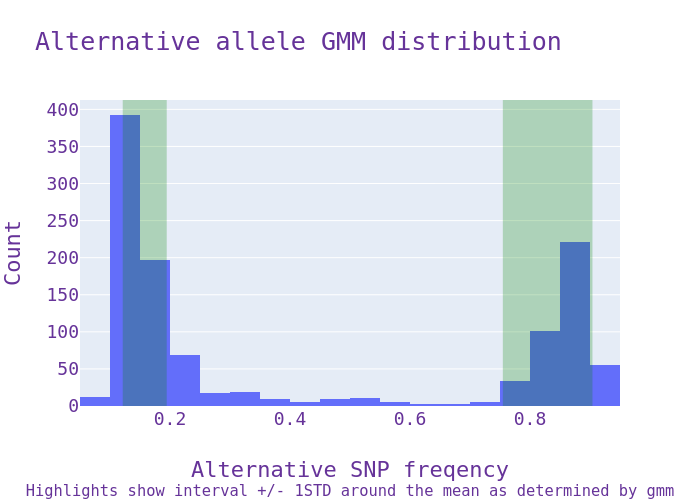 Alternative allele GMM distribution
400
350
300
250
200
150
100
50
0
Count
0.2 0.4 0.6 0.8
Alternative SNP freqency
Highlights show interval +/- 1STD around the mean as determined by gmm